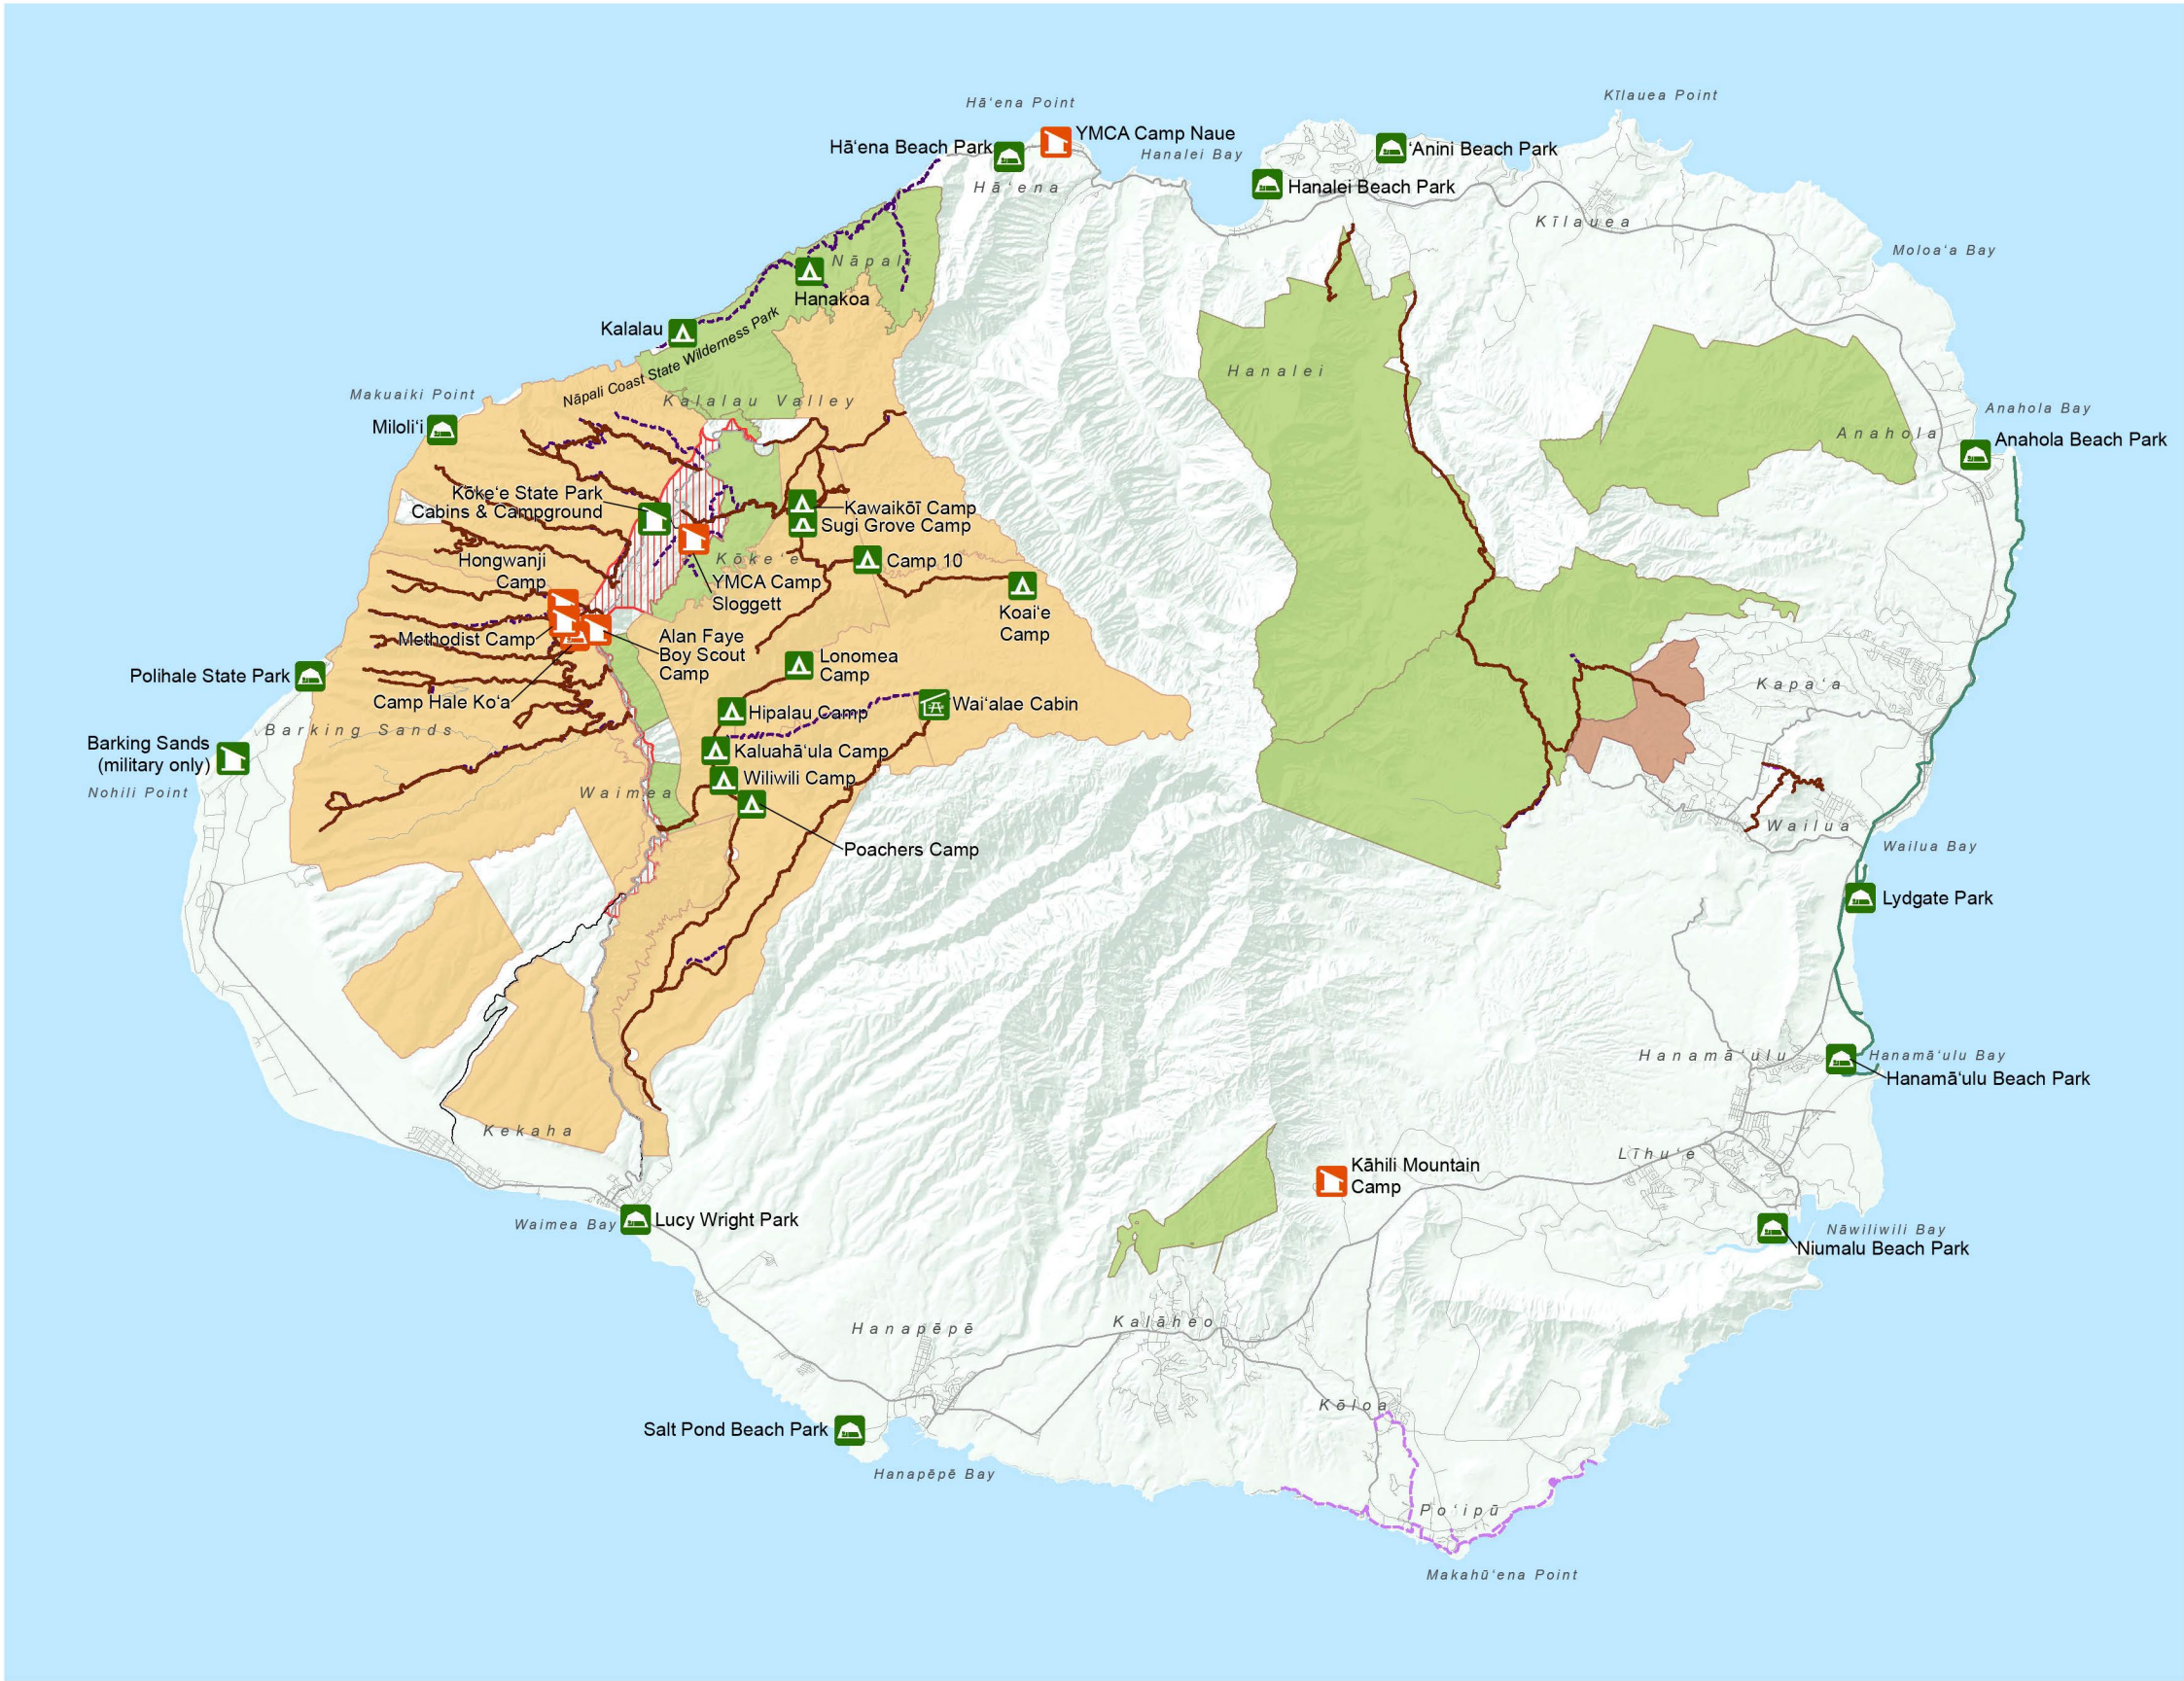 Kīlauea Point
Hā‘ena Point
YMCA Camp Naue
Hā‘ena Beach Park
Hanalei Bay
‘Anini Beach Park
Hā‘ena
Hanalei Beach Park
Kīlauea
Moloa‘a Bay
Nāpali
Hanakoa
Kalalau
Nāpali Coast State Wilderness Park
Hanalei
Makuaiki Point
Kalalau Valley
Miloli‘i
Anahola Bay
Anahola
Anahola Beach Park
Kōke‘e State Park
Cabins & Campground
Kawaikōī Camp
Sugi Grove Camp
Kōke‘e
Camp 10
Hongwanji
Camp
YMCA Camp
Sloggett
Koai‘e
Camp
Methodist Camp
Alan Faye
Boy Scout
Camp
Lonomea
Camp
Polihale State Park
Camp Hale Ko‘a
Kapa‘a
Hipalau Camp
Wai‘alae Cabin
Barking Sands
Barking Sands
(military only)
Kaluahā‘ula Camp
Nohili Point
Waimea
Wiliwili Camp
Poachers Camp
Wailua
Wailua Bay
Lydgate Park
Hanamā‘ulu
Hanamā‘ulu Bay
Hanamā‘ulu Beach Park
Kekaha
Līhu‘e
Kāhili Mountain
Camp
Waimea Bay
Lucy Wright Park
Nāwiliwili Bay
Niumalu Beach Park
Hanapēpē
Kalāheo
Kōloa
Salt Pond Beach Park
Hanapēpē Bay
Po‘ipū
Makahū‘ena Point